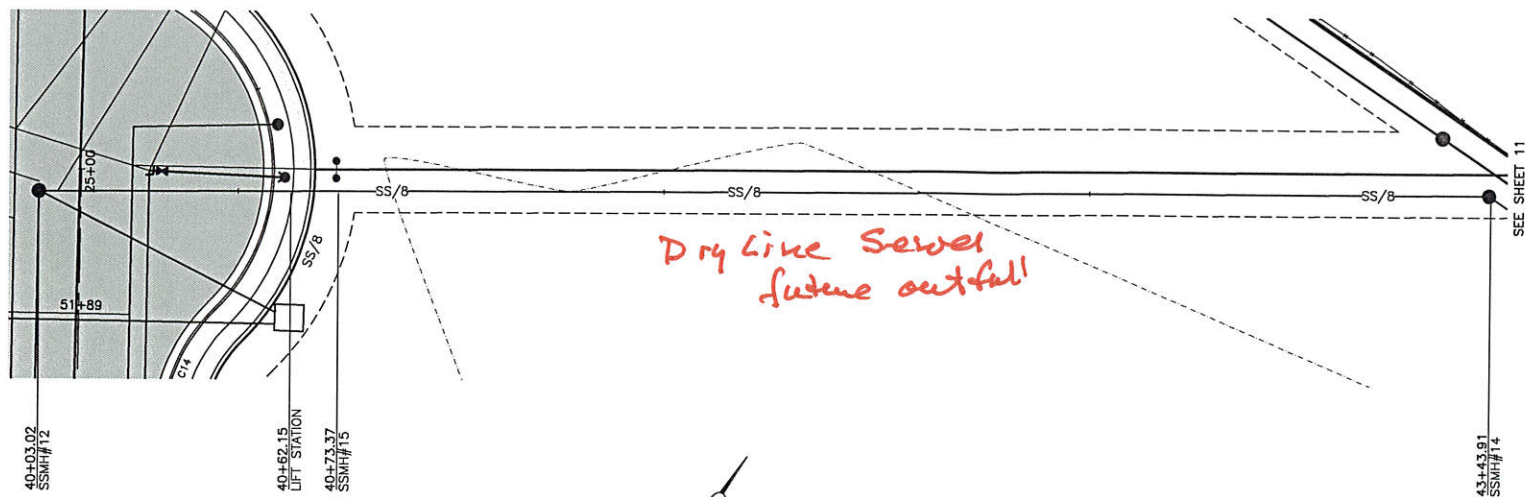 25+00
SS/8
SS/8
SS/8
SS/8
51+89
C14
Dry Line Sewer
future outfall
SEE SHEET 11
40+03.02
SSMH#12
40+62.15
LIFT STATION
40+73.37
SSMH#15
43+43.91
SSMH#14